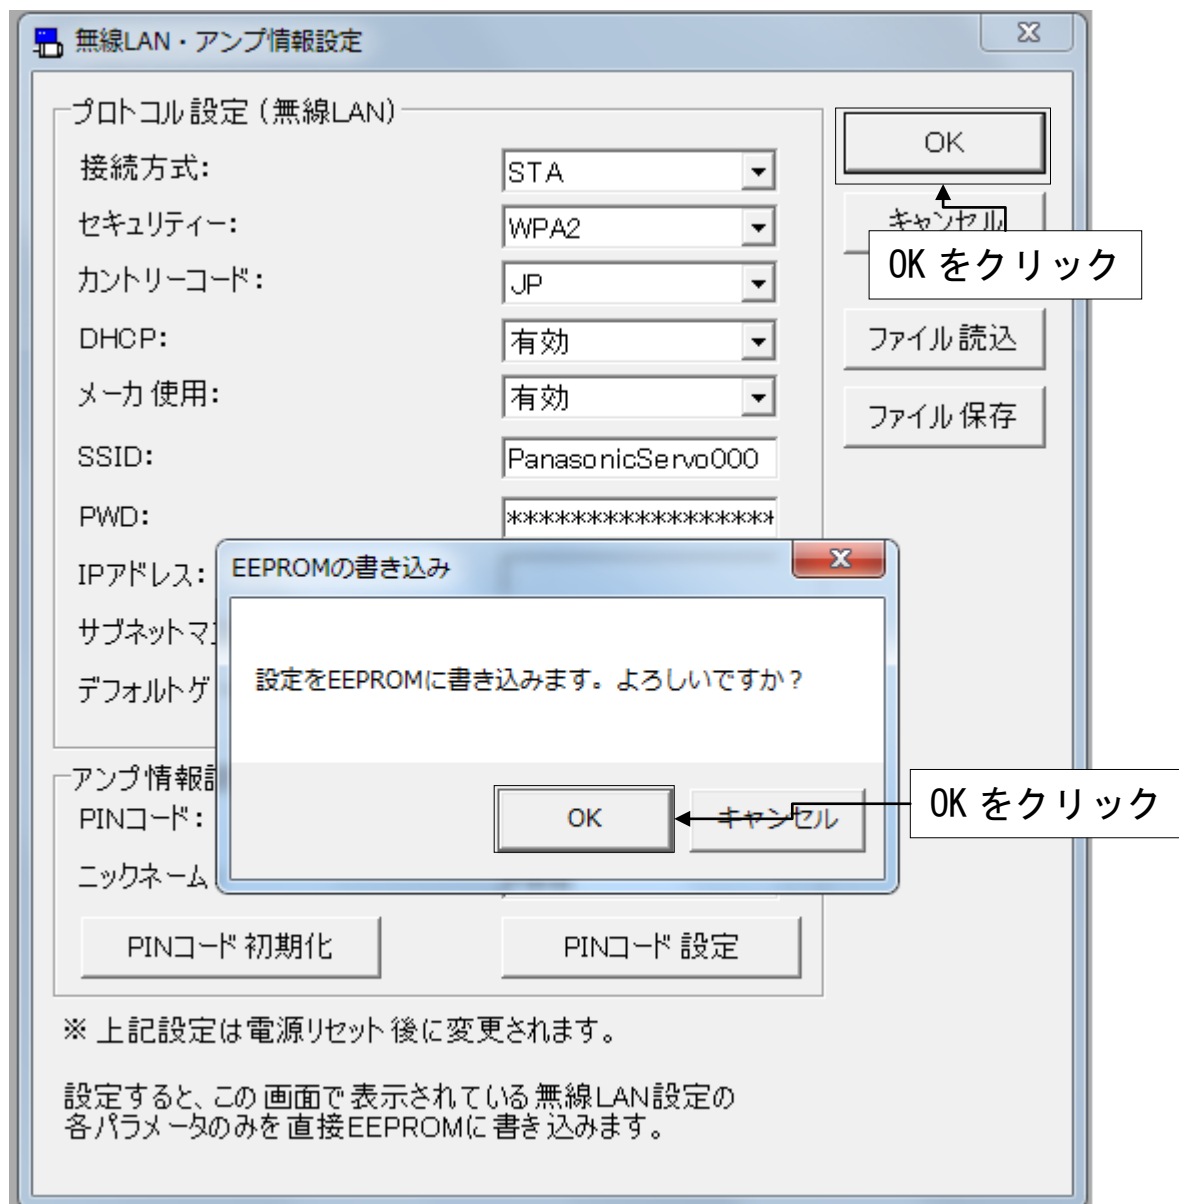 無線LAN・アンプ情報設定
プロトコル設定(無線LAN)
接続方式: STA
セキュリティー: WPA2
カントリーコード: JP
DHCP: 有効
メーカ使用: 有効
SSID: PanasonicServo000
PWD: *****************
IPアドレス:
サブネットマ
デフォルトゲ
OK
キャンセル
OKをクリック
ファイル読込
ファイル保存
EEPROMの書き込み
設定をEEPROMに書き込みます。よろしいですか?
OK
キャンセル
OKをクリック
アンプ情報
PINコード:
ニックネーム
PINコード初期化
PINコード設定
※上記設定は電源リセット後に変更されます。
設定すると、この画面で表示されている無線LAN設定の
各パラメータのみを直接EEPROMに書き込みます。